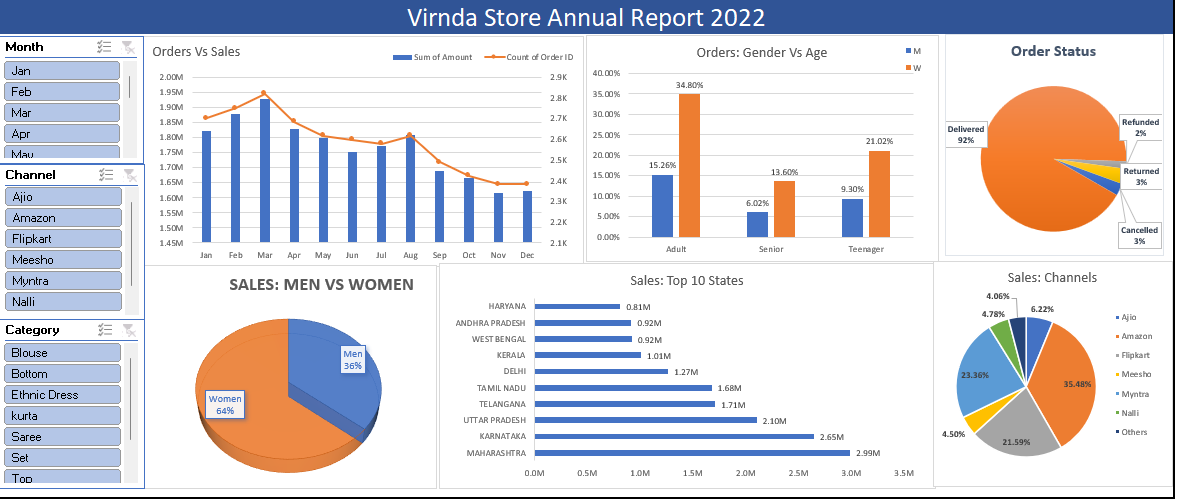 Virnda Store Annual Report 2022
Month
Jan
Feb
Mar
Apr
May
Channel
Ajio
Amazon
Flipkart
Meesho
Myntra
Nalli
Category
Blouse
Bottom
Ethnic Dress
kurta
Saree
Set
Top
Orders Vs Sales
Sum of Amount
Count of Order ID
2.00M
1.95M
1.90M
1.85M
1.80M
1.75M
1.70M
1.65M
1.60M
1.55M
1.50M
1.45M
2.9K
2.8K
2.7K
2.6K
2.5K
2.4K
2.3K
2.2K
2.1K
Jan Feb Mar Apr May Jun Jul Aug Sep Oct Nov Dec
Orders: Gender Vs Age
M
W
40.00%
35.00%
30.00%
25.00%
20.00%
15.00%
10.00%
5.00%
0.00%
34.80%
15.26%
6.02%
13.60%
9.30%
21.02%
Adult Senior Teenager
Order Status
Delivered
92%
Refunded
2%
Returned
3%
Cancelled
3%
SALES: MEN VS WOMEN
Men
36%
Women
64%
Sales: Top 10 States
HARYANA 0.81M
ANDHRA PRADESH 0.92M
WEST BENGAL 0.92M
KERALA 1.01M
DELHI 1.27M
TAMIL NADU 1.68M
TELANGANA 1.71M
UTTAR PRADESH 2.10M
KARNATAKA 2.65M
MAHARASHTRA 2.99M
0.0M 0.5M 1.0M 1.5M 2.0M 2.5M 3.0M 3.5M
Sales: Channels
4.06%
6.22%
4.78%
35.48%
23.36%
4.50%
21.59%
Ajio
Amazon
Flipkart
Meesho
Myntra
Nalli
Others